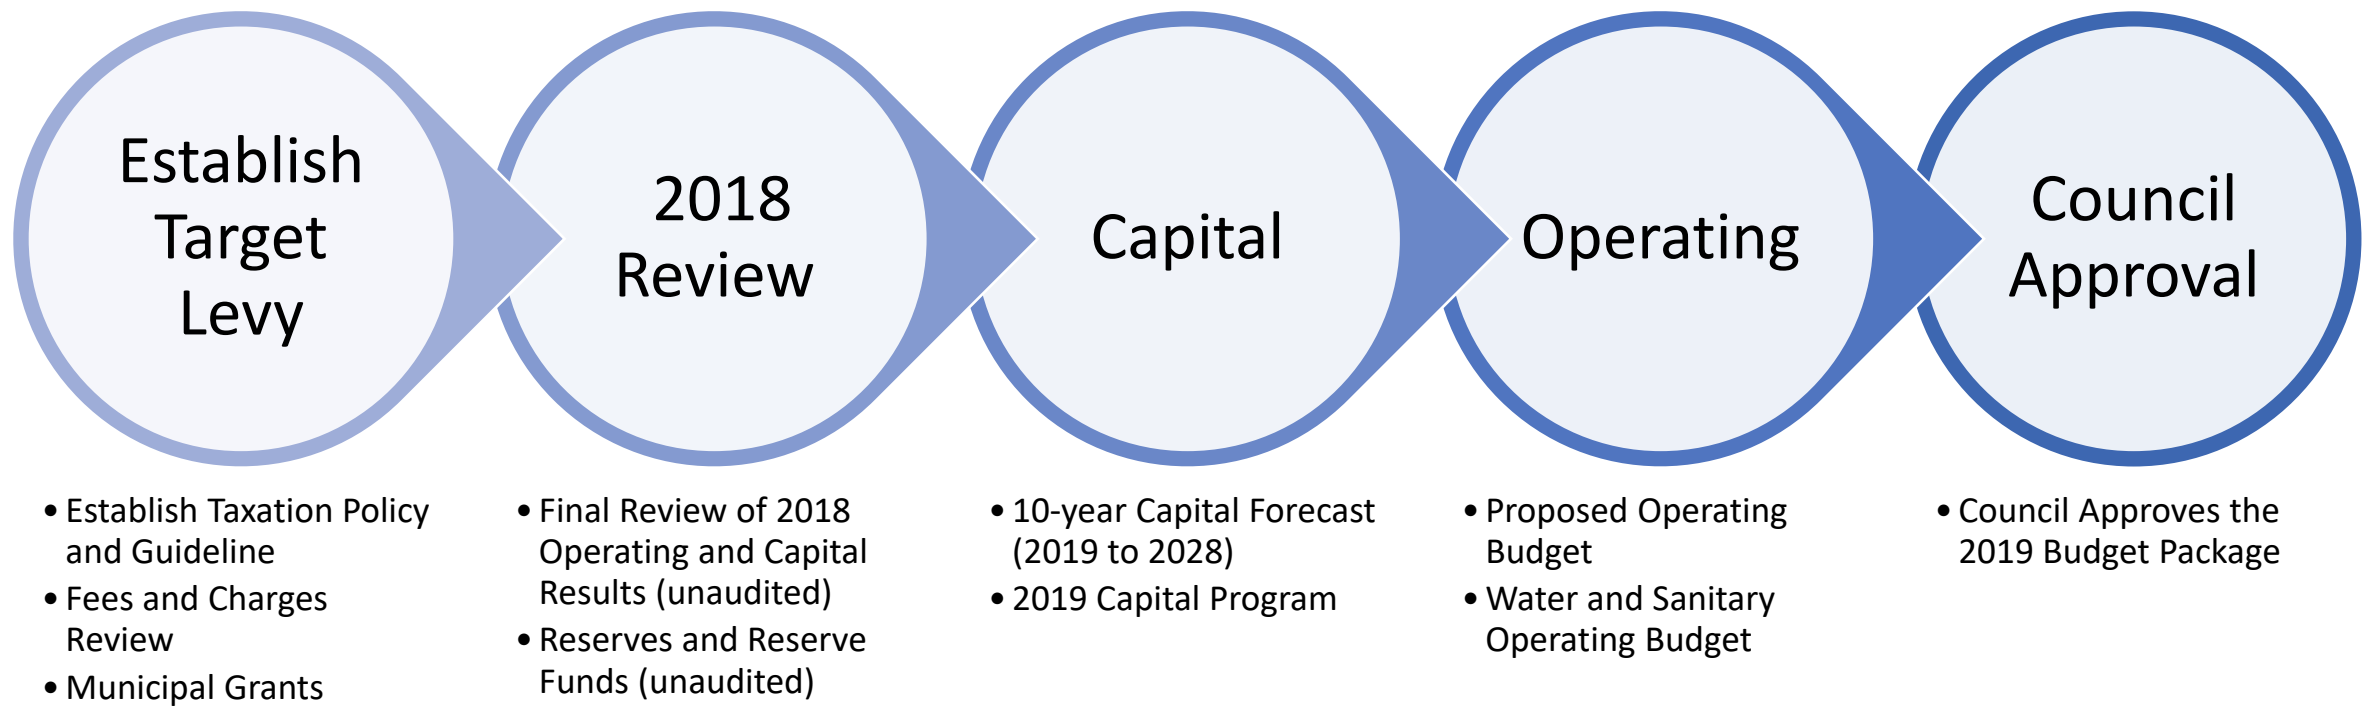 Establish
Target
Levy
2018
Review
Capital
Operating
Council
Approval
• Establish Taxation Policy
and Guideline
• Fees and Charges
Review
• Municipal Grants
• Final Review of 2018
Operating and Capital
Results (unaudited)
• Reserves and Reserve
Funds (unaudited)
• 10-year Capital Forecast
(2019 to 2028)
• 2019 Capital Program
• Proposed Operating
Budget
• Water and Sanitary
Operating Budget
• Council Approves the
2019 Budget Package